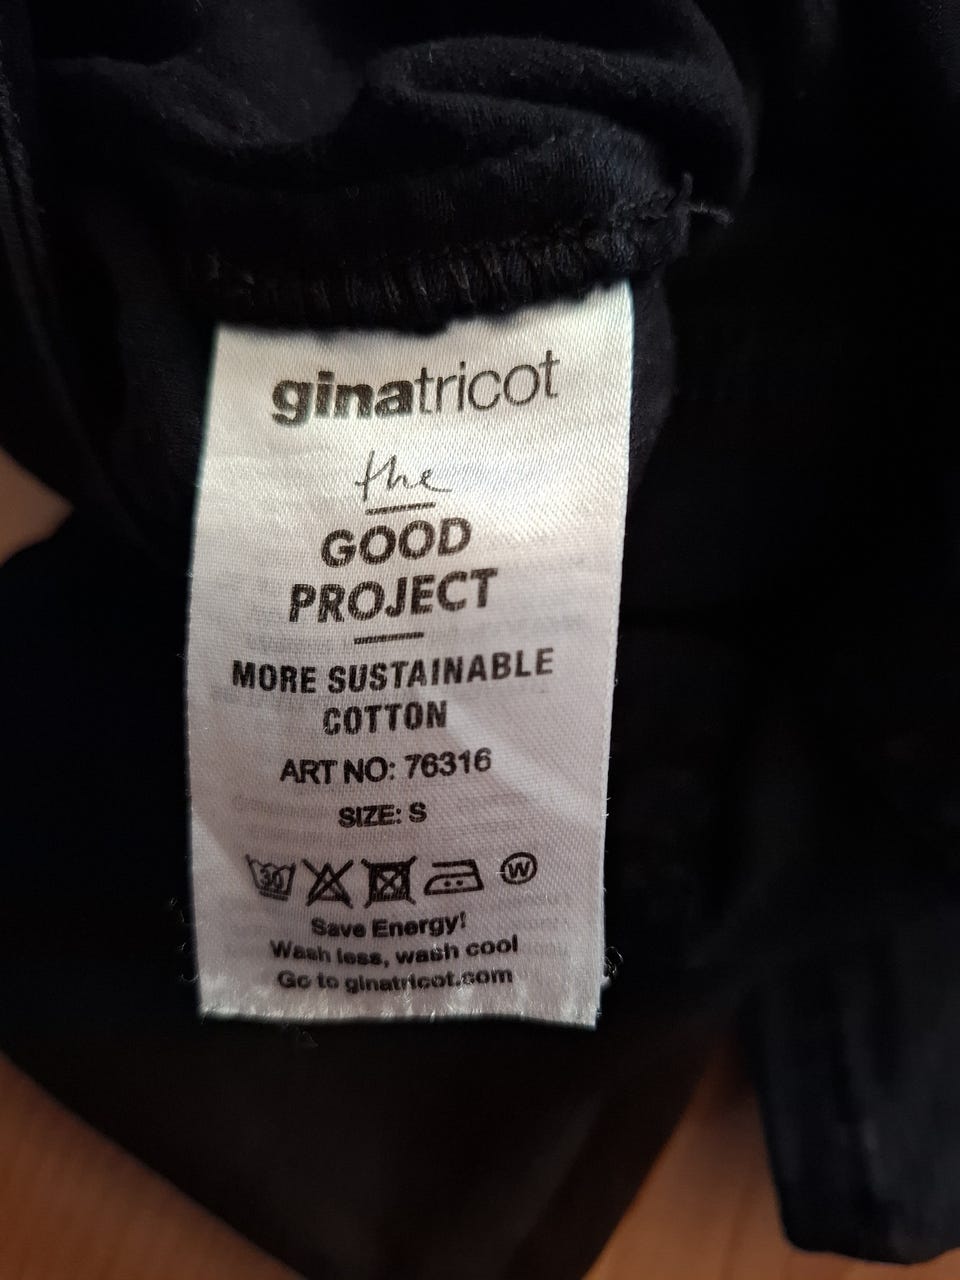 ginatricot
the
GOOD
PROJECT
MORE SUSTAINABLE
COTTON
ART NO: 76316
SIZE: S
30 W
Save Energy!
Wash less, wash cool
Go to ginatricot.com